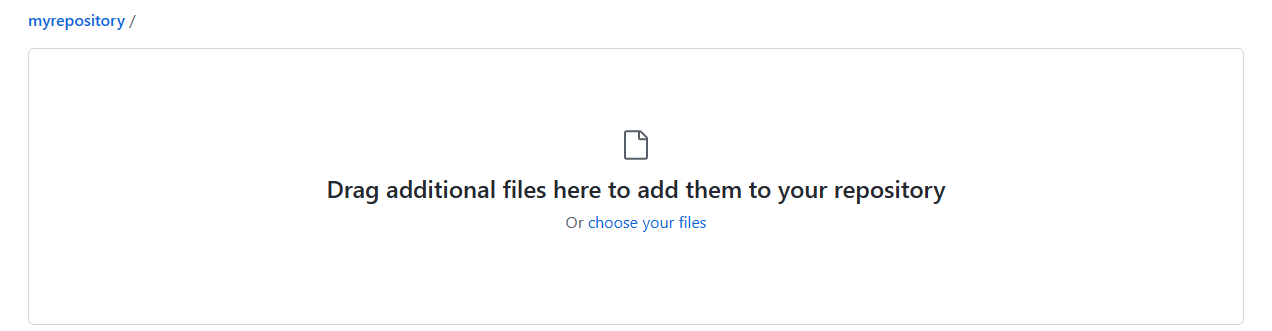 myrepository /
Drag additional files here to add them to your repository
Or choose your files